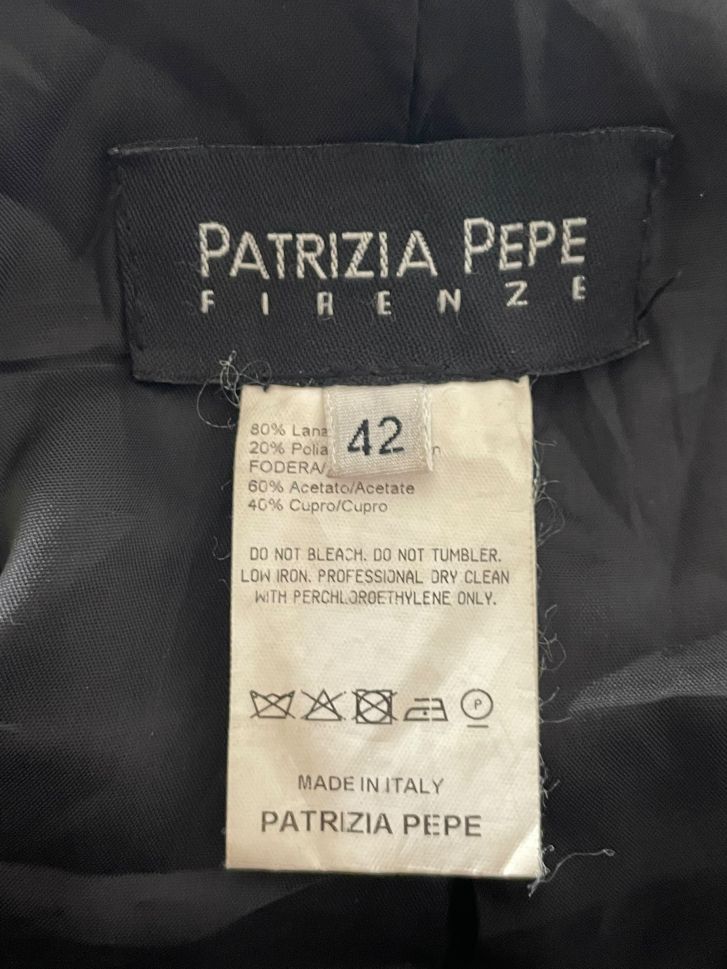 PATRIZIA PEPE
FIRENZE
42
80% Lana
20% Polia
FODERA/
60% Acetato/Acetate
40% Cupro/Cupro
DO NOT BLEACH. DO NOT TUMBLER.
LOW IRON. PROFESSIONAL DRY CLEAN
WITH PERCHLOROETHYLENE ONLY.
P
MADE IN ITALY
PATRIZIA PEPE